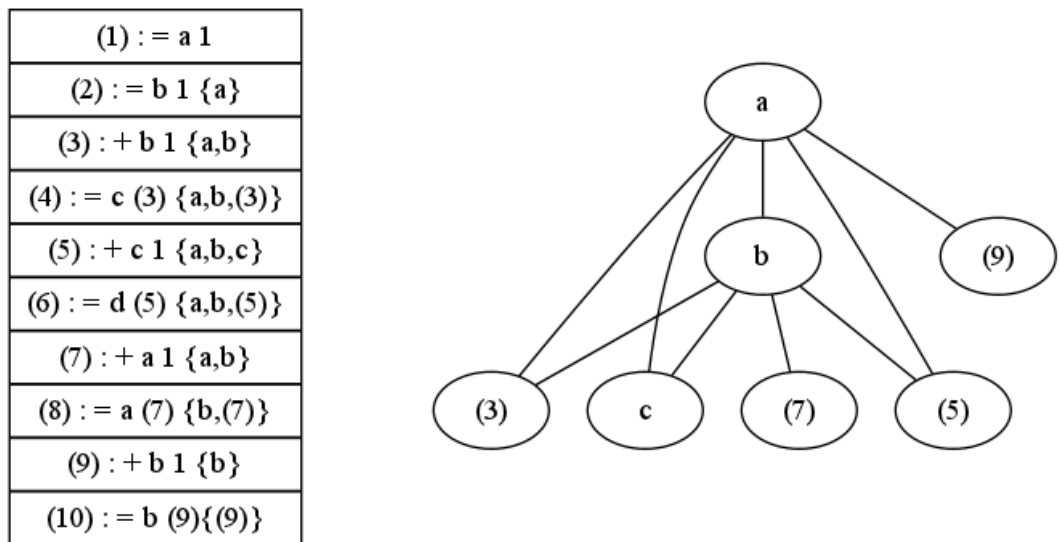 (1) : = a 1
(2) : = b 1 {a}
(3) : + b 1 {a,b}
(4) : = c (3) {a,b,(3)}
(5) : + c 1 {a,b,c}
(6) : = d (5) {a,b,(5)}
(7) : + a 1 {a,b}
(8) : = a (7) {b,(7)}
(9) : + b 1 {b}
(10) : = b (9){(9)}
a
b
(9)
(3)
c
(7)
(5)